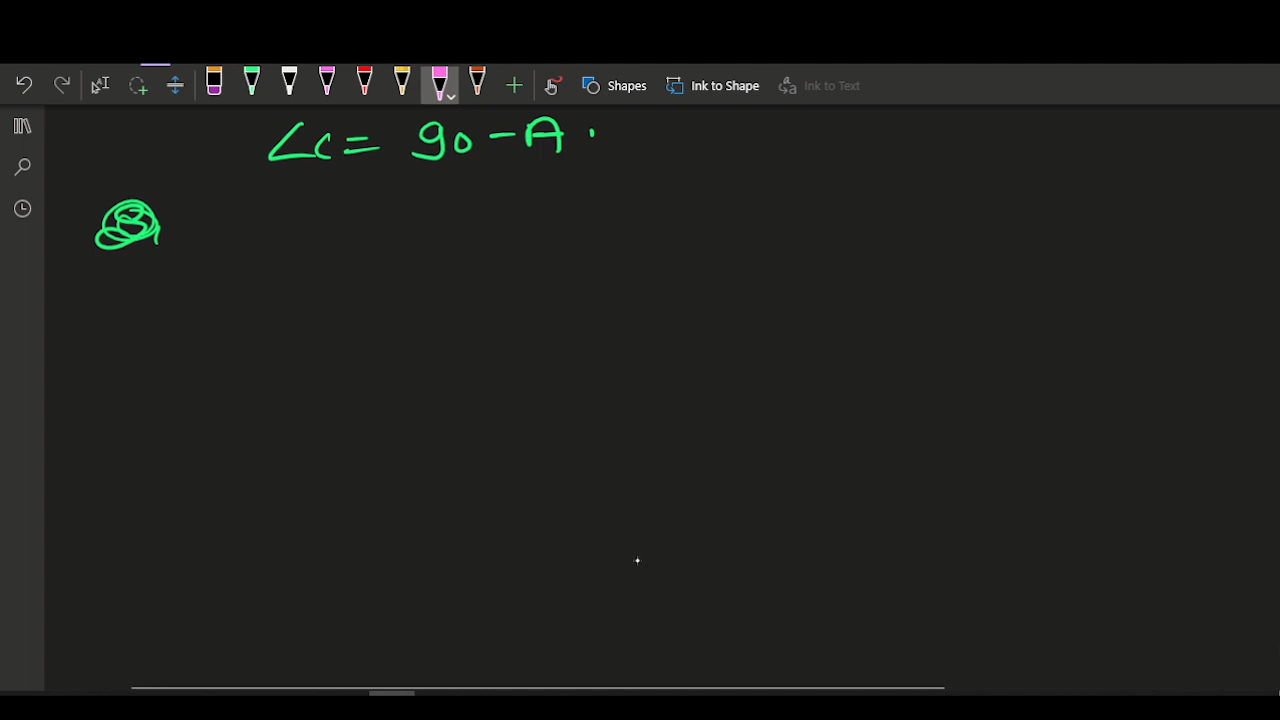 Shapes Ink to Shape Ink to Text
∠C = 90 - A .